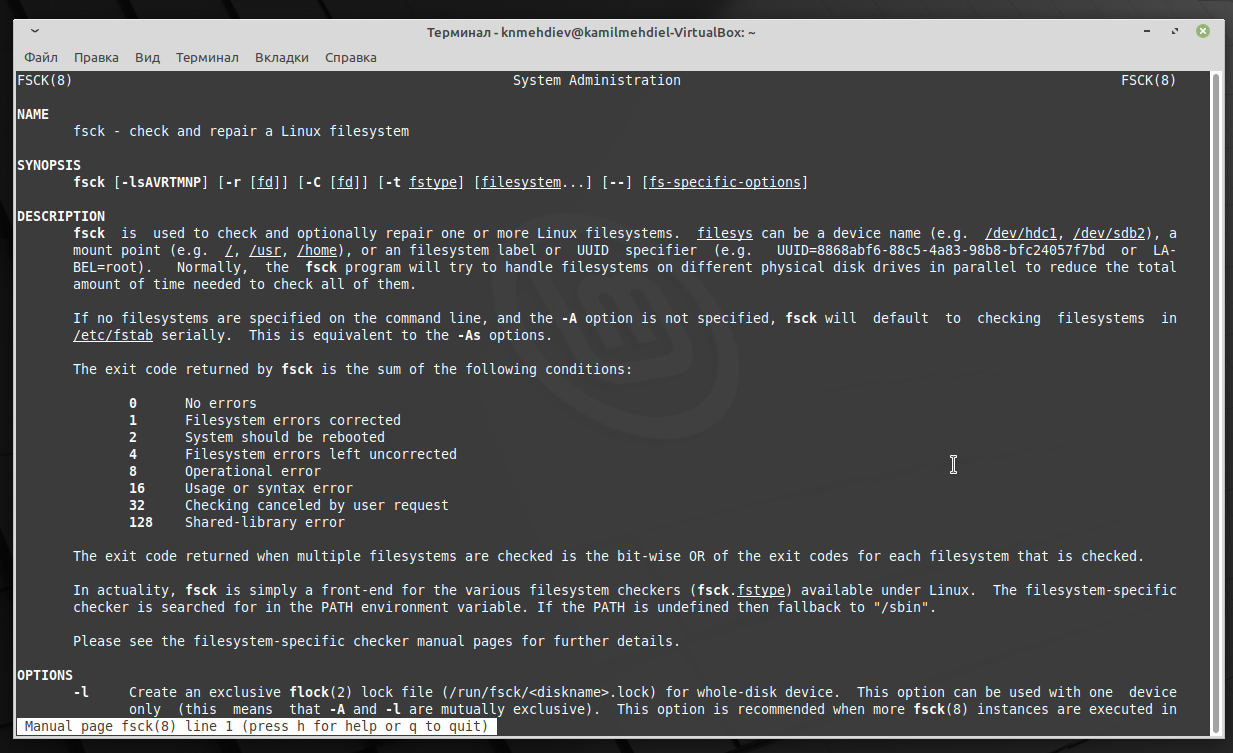 Терминал - knmehdiev@kamilmehdiel-VirtualBox: ~
Файл Правка Вид Терминал Вкладки Справка
FSCK(8) System Administration FSCK(8)
NAME
fsck - check and repair a Linux filesystem
SYNOPSIS
fsck [-lsAVRTMNP] [-r [fd]] [-C [fd]] [-t fstype] [filesystem...] [--] [fs-specific-options]
DESCRIPTION
fsck is used to check and optionally repair one or more Linux filesystems. filesys can be a device name (e.g. /dev/hdc1, /dev/sdb2), a
mount point (e.g. /, /usr, /home), or an filesystem label or UUID specifier (e.g. UUID=8868abf6-88c5-4a83-98b8-bfc24057f7bd or LA-
BEL=root). Normally, the fsck program will try to handle filesystems on different physical disk drives in parallel to reduce the total
amount of time needed to check all of them.
If no filesystems are specified on the command line, and the -A option is not specified, fsck will default to checking filesystems in
/etc/fstab serially. This is equivalent to the -As options.
The exit code returned by fsck is the sum of the following conditions:
0 No errors
1 Filesystem errors corrected
2 System should be rebooted
4 Filesystem errors left uncorrected
8 Operational error
16 Usage or syntax error
32 Checking canceled by user request
128 Shared-library error
The exit code returned when multiple filesystems are checked is the bit-wise OR of the exit codes for each filesystem that is checked.
In actuality, fsck is simply a front-end for the various filesystem checkers (fsck.fstype) available under Linux. The filesystem-specific
checker is searched for in the PATH environment variable. If the PATH is undefined then fallback to "/sbin".
Please see the filesystem-specific checker manual pages for further details.
OPTIONS
-l Create an exclusive flock(2) lock file (/run/fsck/<diskname>.lock) for whole-disk device. This option can be used with one device
only (this means that -A and -l are mutually exclusive). This option is recommended when more fsck(8) instances are executed in
Manual page fsck(8) line 1 (press h for help or q to quit)